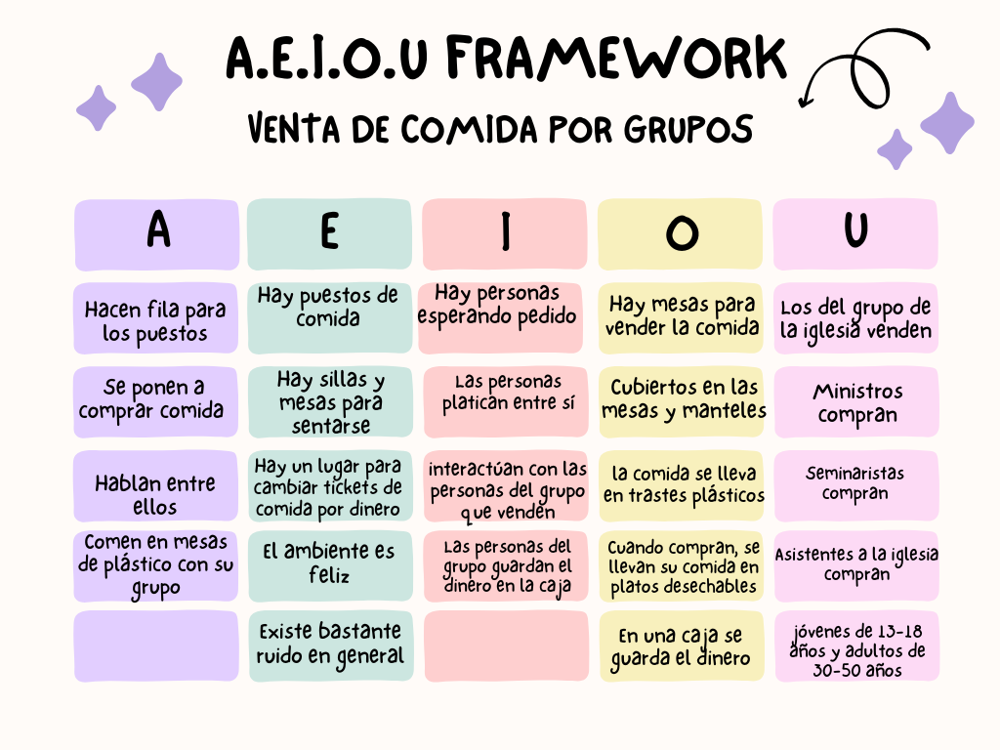 A.E.I.O.U FRAMEWORK
VENTA DE COMIDA POR GRUPOS
A
E
I
O
U
Hacen fila para
los puestos
Hay puestos de
comida
Hay personas
esperando pedido
Hay mesas para
vender la comida
Los del grupo de
la iglesia venden
Se ponen a
comprar comida
Hay sillas y
mesas para
sentarse
Las personas
platican entre sí
Cubiertos en las
mesas y manteles
Ministros
compran
Hablan entre
ellos
Hay un lugar para
cambiar tickets de
comida por dinero
interactúan con las
personas del grupo
que venden
la comida se lleva
en trastes plásticos
Seminaristas
compran
Comen en mesas
de plástico con su
grupo
El ambiente es
feliz
Las personas del
grupo guardan el
dinero en la caja
Cuando compran, se
llevan su comida en
platos desechables
Asistentes a la iglesia
compran
Existe bastante
ruido en general
En una caja se
guarda el dinero
jóvenes de 13-18
años y adultos de
30-50 años